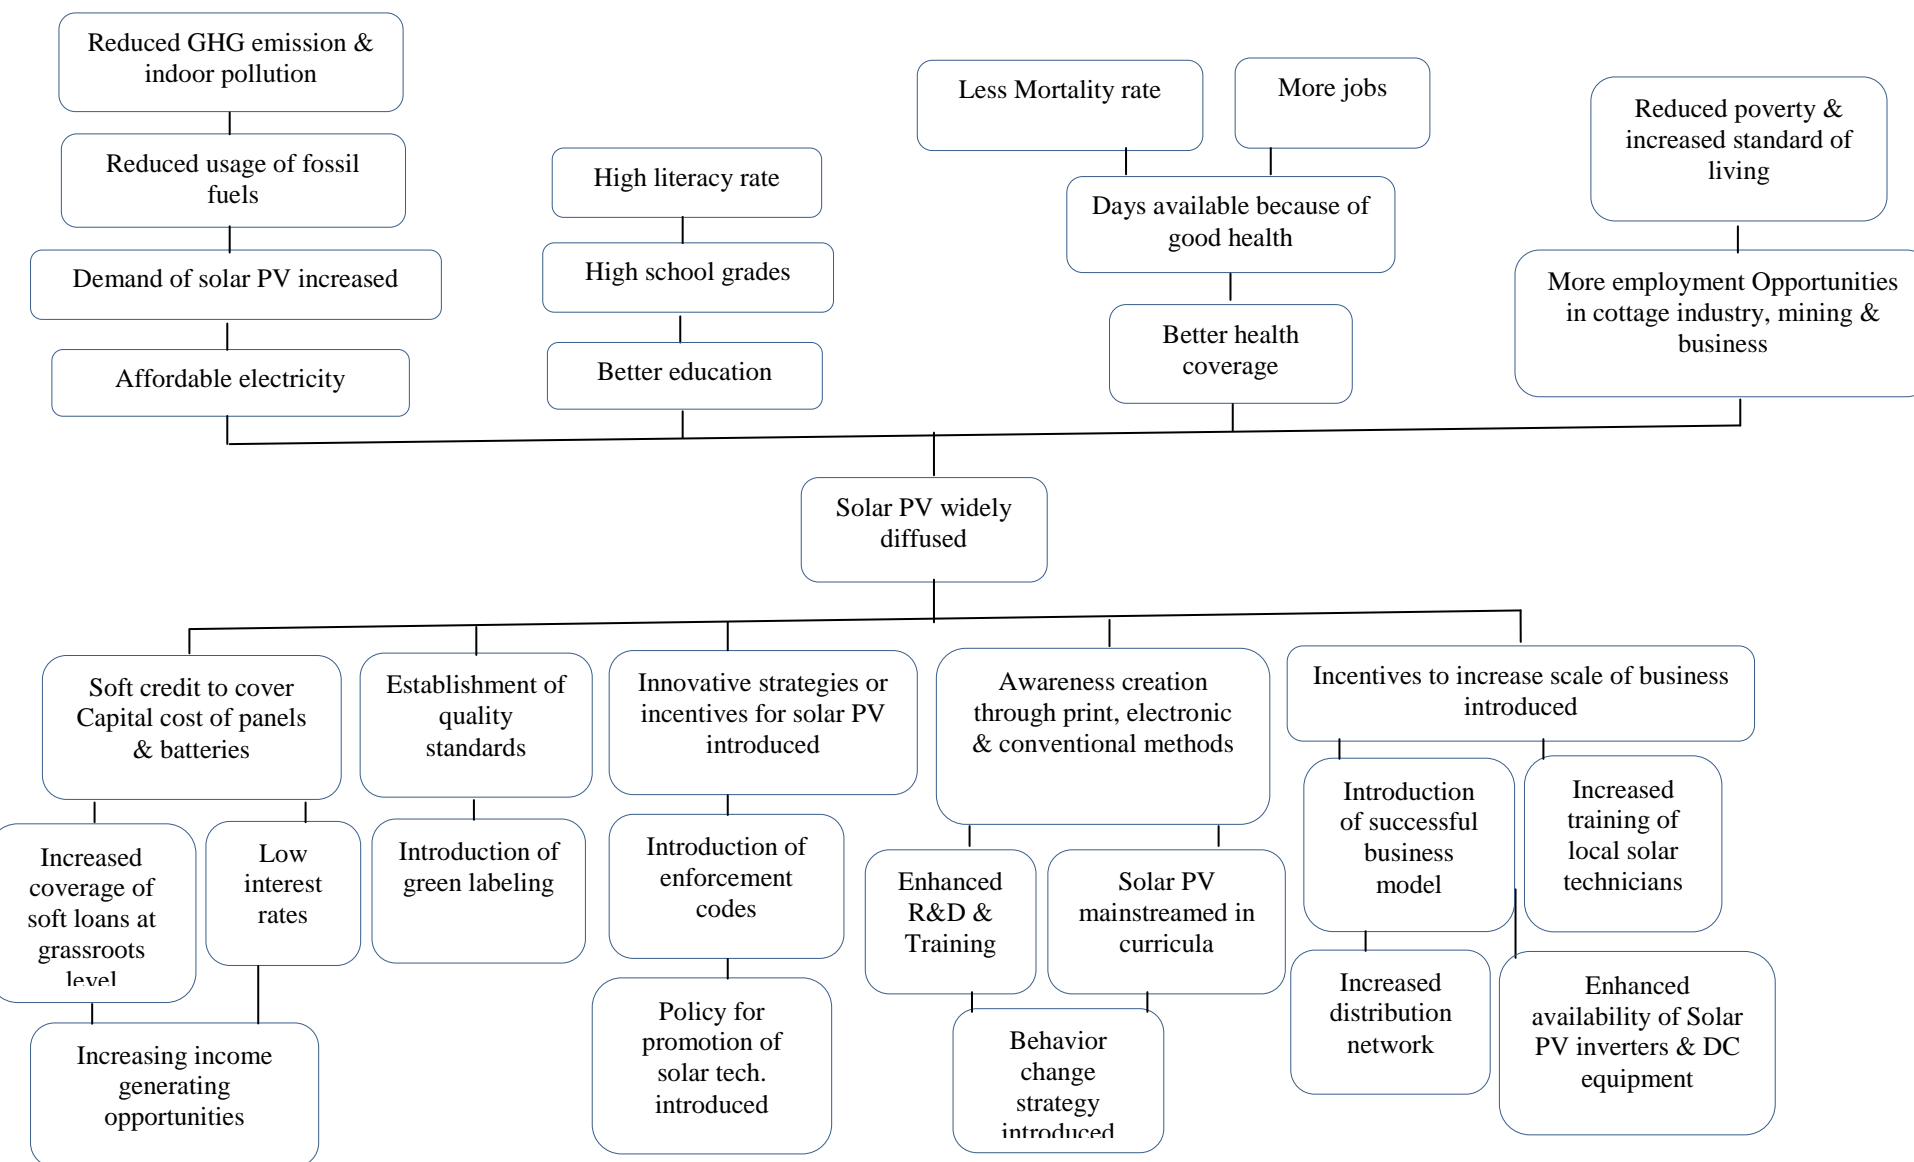 Reduced GHG emission &
indoor pollution
Less Mortality rate
More jobs
Reduced poverty &
increased standard of
living
Reduced usage of fossil
fuels
High literacy rate
Days available because of
good health
Demand of solar PV increased
High school grades
More employment Opportunities
in cottage industry, mining &
business
Affordable electricity
Better education
Better health
coverage
Solar PV widely
diffused
Soft credit to cover
Capital cost of panels
& batteries
Establishment of
quality
standards
Innovative strategies or
incentives for solar PV
introduced
Awareness creation
through print, electronic
& conventional methods
Incentives to increase scale of business
introduced
Increased
coverage of
soft loans at
grassroots
level
Low
interest
rates
Introduction of
green labeling
Introduction of
enforcement
codes
Enhanced
R&D &
Training
Solar PV
mainstreamed in
curricula
Introduction
of successful
business
model
Increased
training of
local solar
technicians
Increasing income
generating
opportunities
Policy for
promotion of
solar tech.
introduced
Behavior
change
strategy
introduced
Increased
distribution
network
Enhanced
availability of Solar
PV inverters & DC
equipment